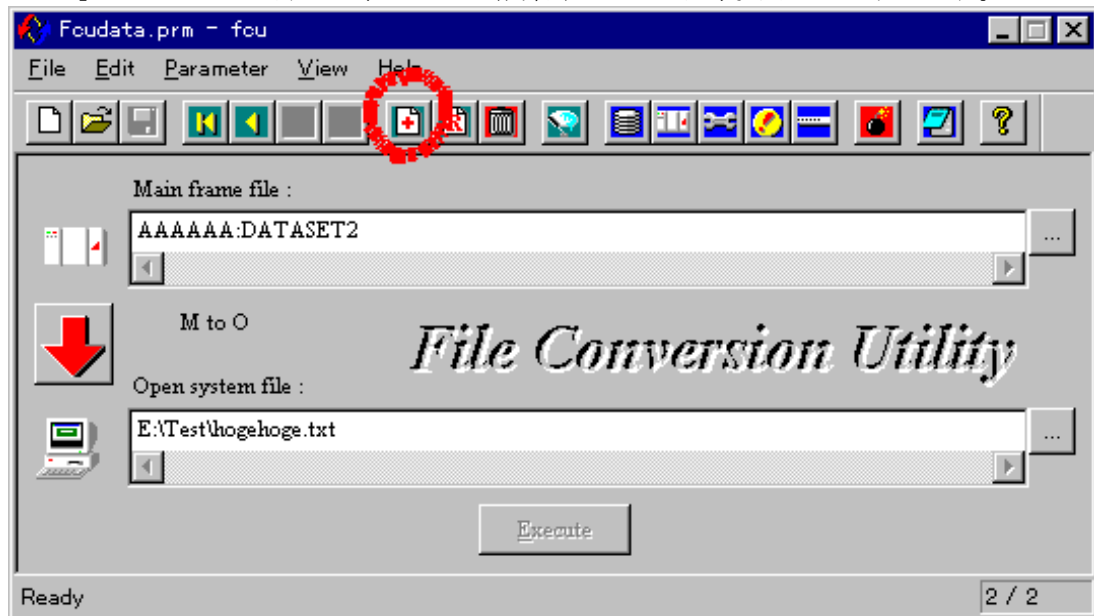 Fcudata.prm - fcu
File Edit Parameter View Help
Main frame file :
AAAAAA:DATASET2
...
M to O
File Conversion Utility
Open system file :
E:\Test\hogehoge.txt
...
Execute
Ready
2 / 2